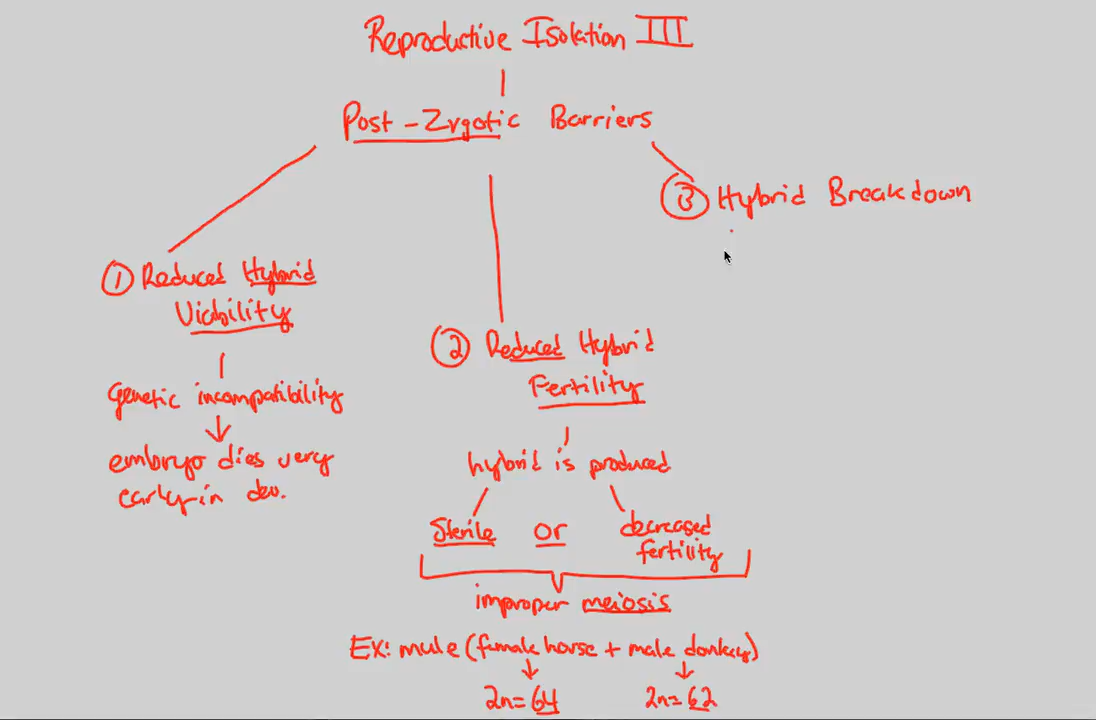 Reproductive Isolation III
Post-Zygotic Barriers
① Reduced Hybrid
Viability
Genetic incompatibility
embryo dies very
early in dev.
② Reduced Hybrid
Fertility
hybrid is produced
Sterile or decreased
fertility
improper meiosis
Ex: mule (female horse + male donkey)
2n=64 2n=62
③ Hybrid Breakdown